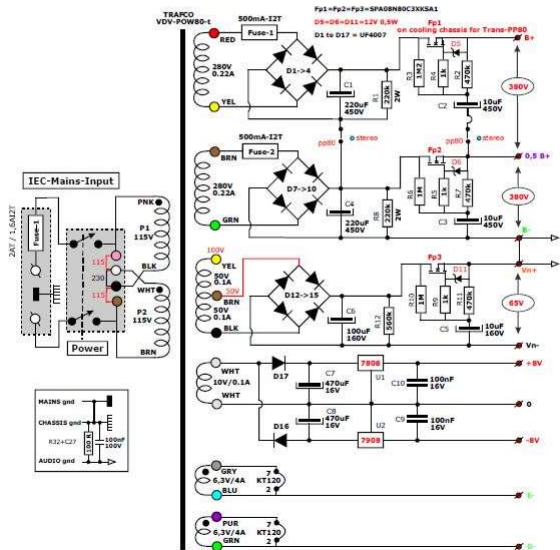 TRAFCO
VDV-POW80-t
Fp1=Fp2=Fp3=SPA08N80C3XKSA1
D5=D6=D11=12V 0,5W
D1 to D17 = UF4007
500mA-I2T
Fuse-1
RED
280V
0.22A
YEL
D1->4
C1
220uF
450V
R1
220k
2W
Fp1
on cooling chassis for Trans-PP80
R3
1M2
R4
1k
D5
R2
470k
C2
10uF
450V
B+
380V
pp80
stereo
pp80
stereo
500mA-I2T
Fuse-2
BRN
280V
0.22A
GRN
D7->10
C4
220uF
450V
R8
220k
2W
Fp2
R6
1M
R5
1k
D6
R7
470k
C3
10uF
450V
0,5 B+
380V
B-
IEC-Mains-Input
2AT / 1.6AI2T
Fuse-1
115
230
115
Power
PNK
P1
115V
BLK
WHT
P2
115V
BRN
100V
YEL
50V
0.1A
50V
BRN
50V
0.1A
BLK
D12->15
C6
100uF
160V
R12
560k
Fp3
R10
1M
R9
1k
D11
R11
470k
C5
10uF
160V
Vn+
65V
Vn-
WHT
10V/0.1A
WHT
D17
D16
C7
470uF
16V
C8
470uF
16V
7808
U1
7908
U2
C10
100nF
16V
C9
100nF
16V
+8V
0
-8V
MAINS gnd
CHASSIS gnd
R32+C27
100 R
100nF
100V
AUDIO gnd
GRY
6,3V/4A
BLU
7
KT120
2
PUR
6,3V/4A
GRN
7
KT120
2